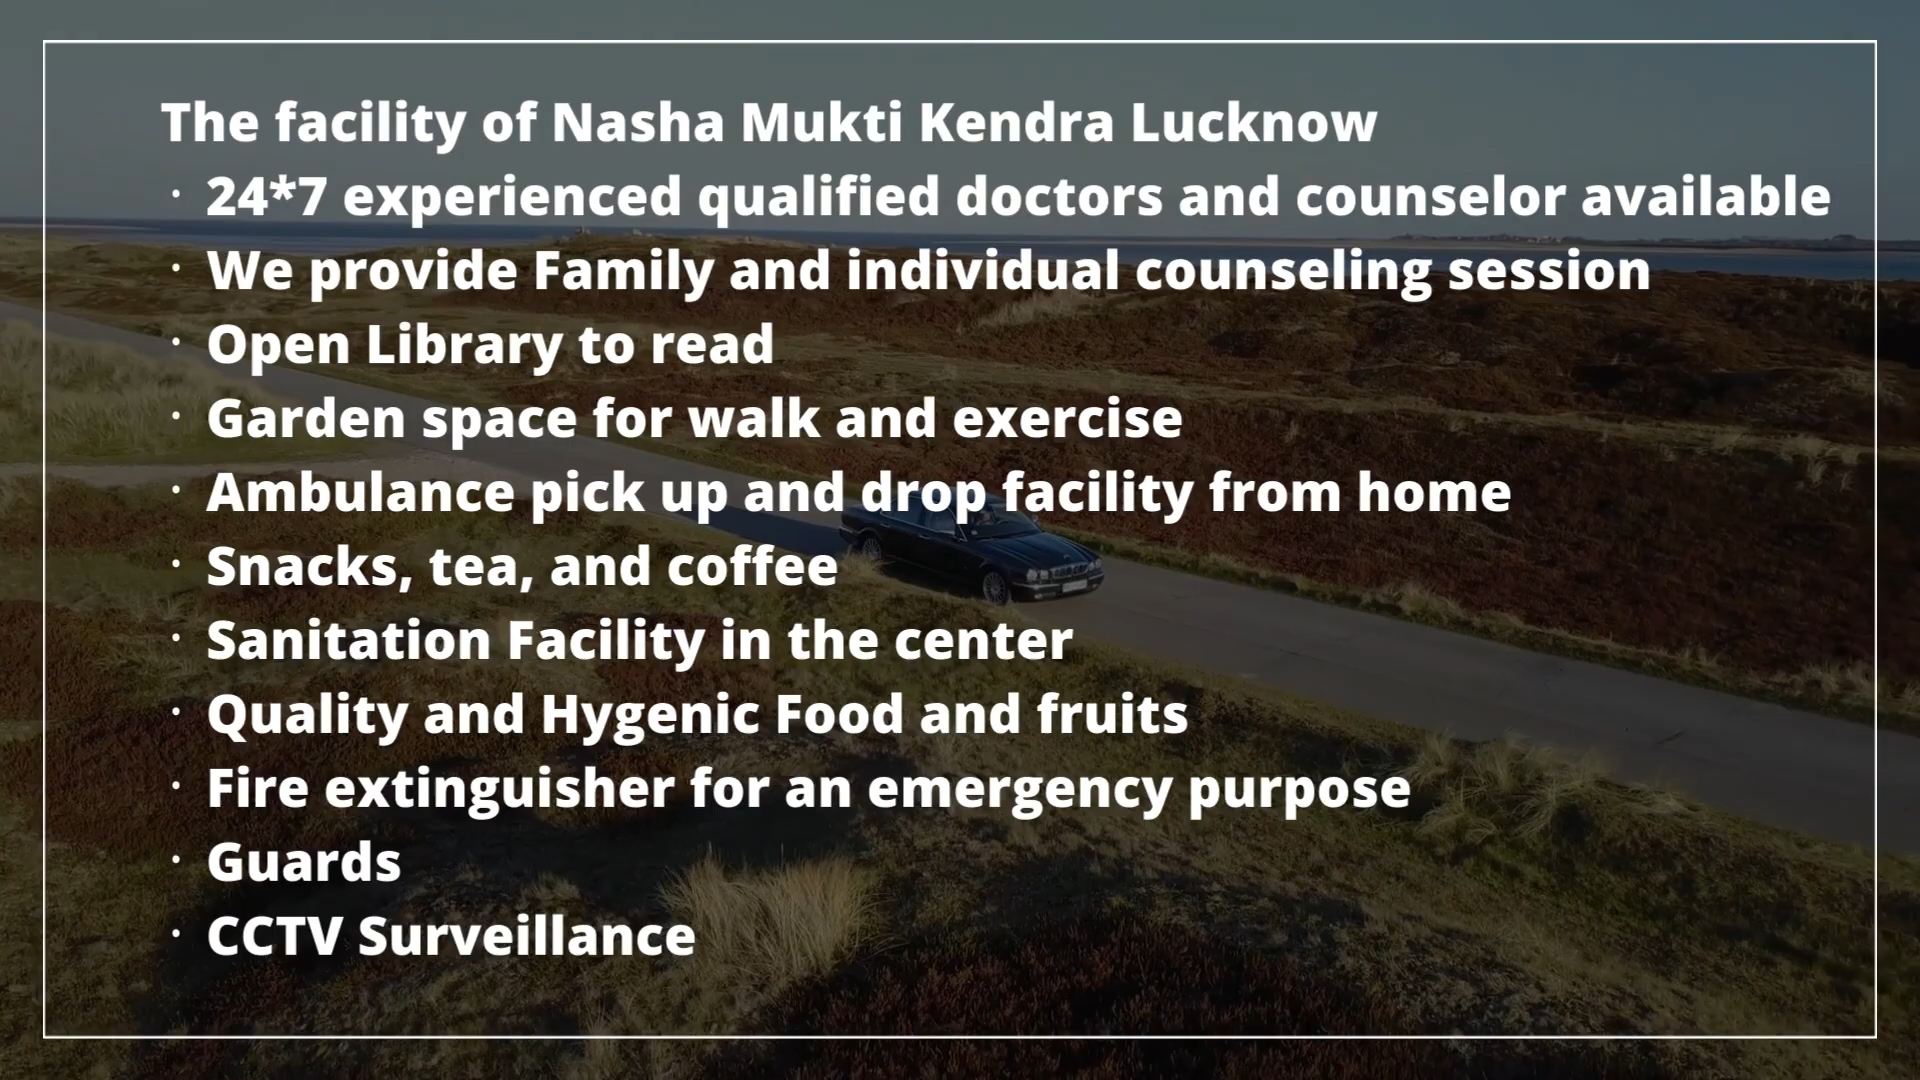 The facility of Nasha Mukti Kendra Lucknow
· 24*7 experienced qualified doctors and counselor available
· We provide Family and individual counseling session
· Open Library to read
· Garden space for walk and exercise
· Ambulance pick up and drop facility from home
· Snacks, tea, and coffee
· Sanitation Facility in the center
· Quality and Hygenic Food and fruits
· Fire extinguisher for an emergency purpose
· Guards
· CCTV Surveillance